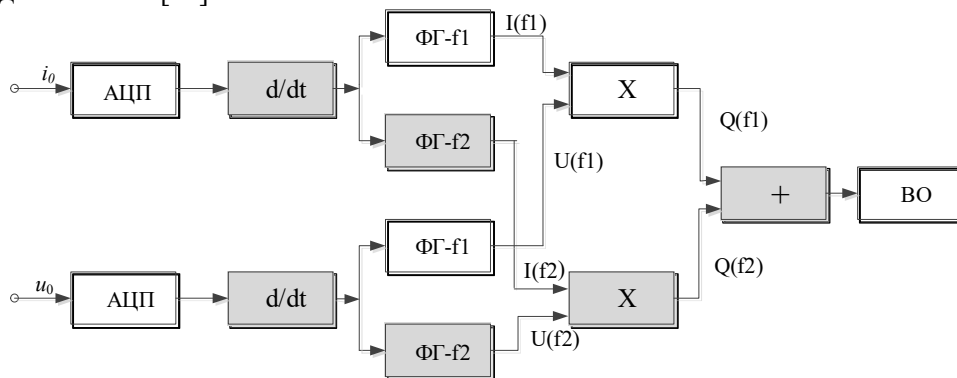 i₀
АЦП
d/dt
ФГ-f1
I(f1)
X
Q(f1)
ФГ-f2
U(f1)
+
ВО
ФГ-f1
I(f2)
Q(f2)
u₀
АЦП
d/dt
X
ФГ-f2
U(f2)